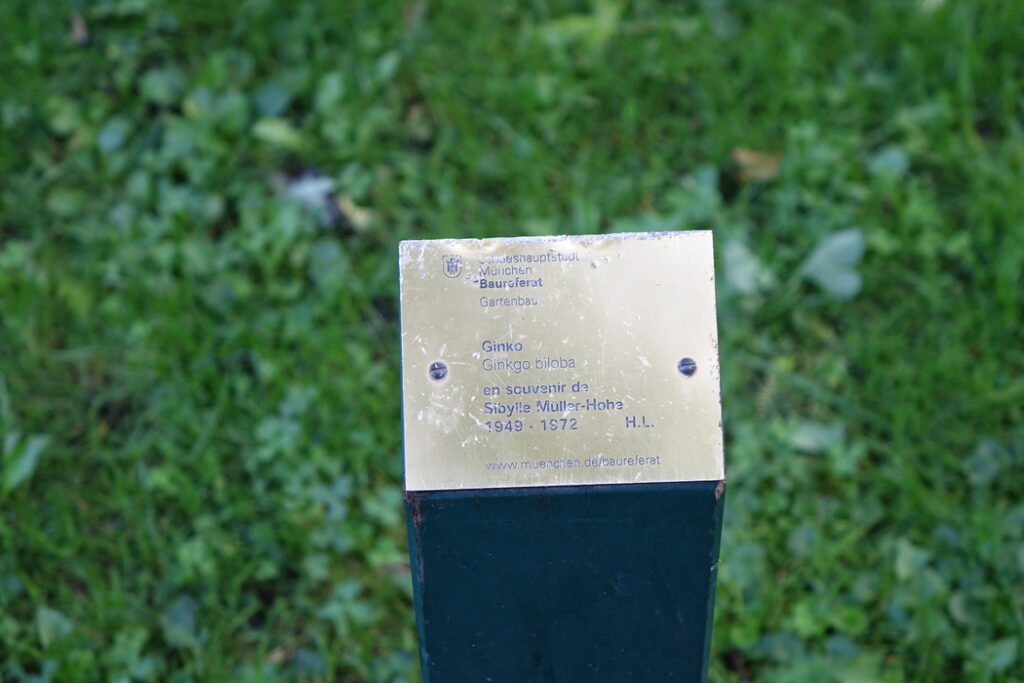 Landeshauptstadt
München
Baureferat
Gartenbau
Ginko
Ginkgo biloba
en souvenir de
Sibylle Müller-Hohe
1949 - 1972 H.L.
www.muenchen.de/baureferat